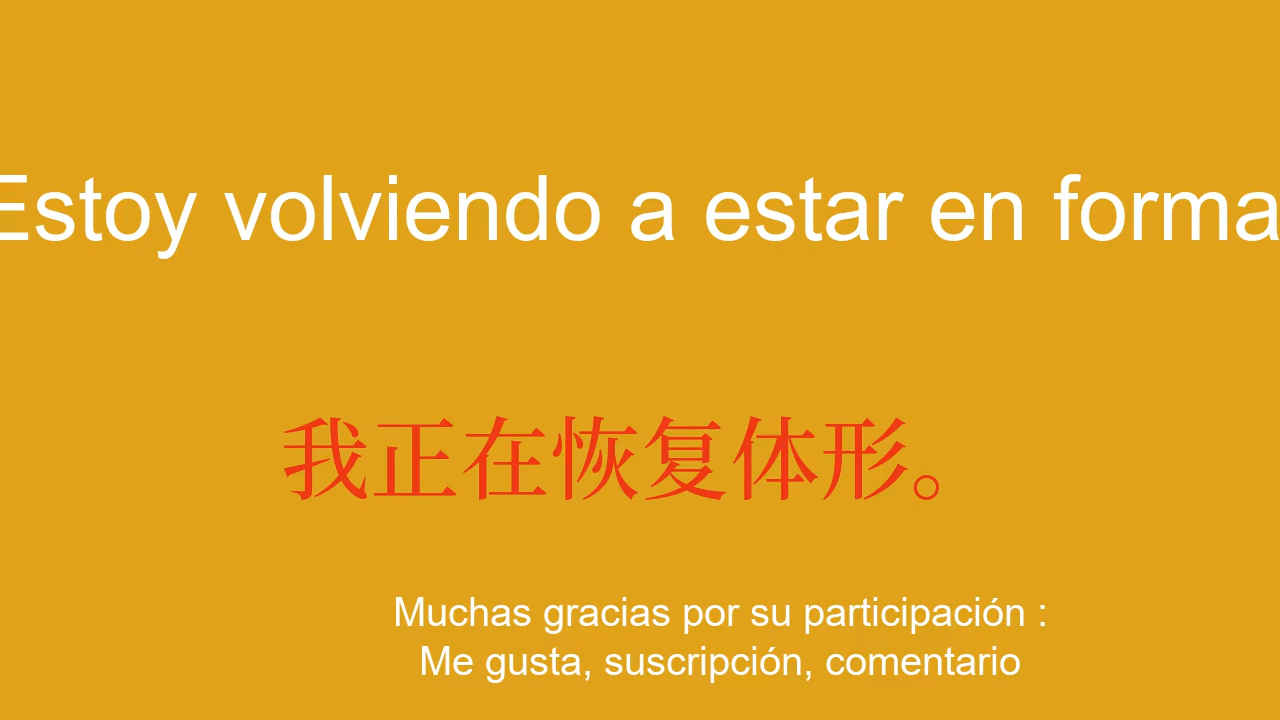 Estoy volviendo a estar en forma
我正在恢复体形。
Muchas gracias por su participación :
Me gusta, suscripción, comentario